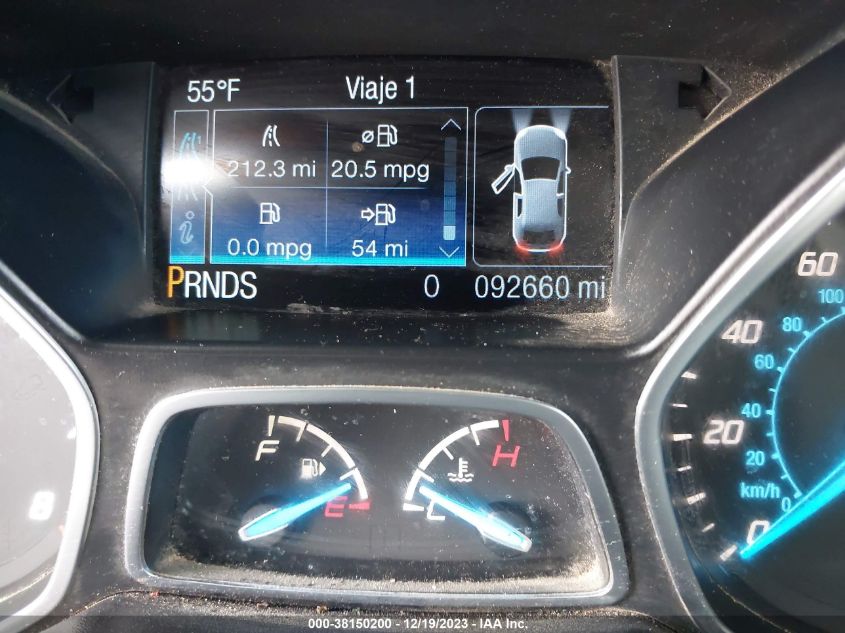 55°F
Viaje 1
212.3 mi
ø 20.5 mpg
0.0 mpg
54 mi
i
PRNDS
0
092660 mi
F
E
C
H
8
60
40
20
0
100
80
60
40
20
0
km/h
000-38150200 - 12/19/2023 - IAA Inc.